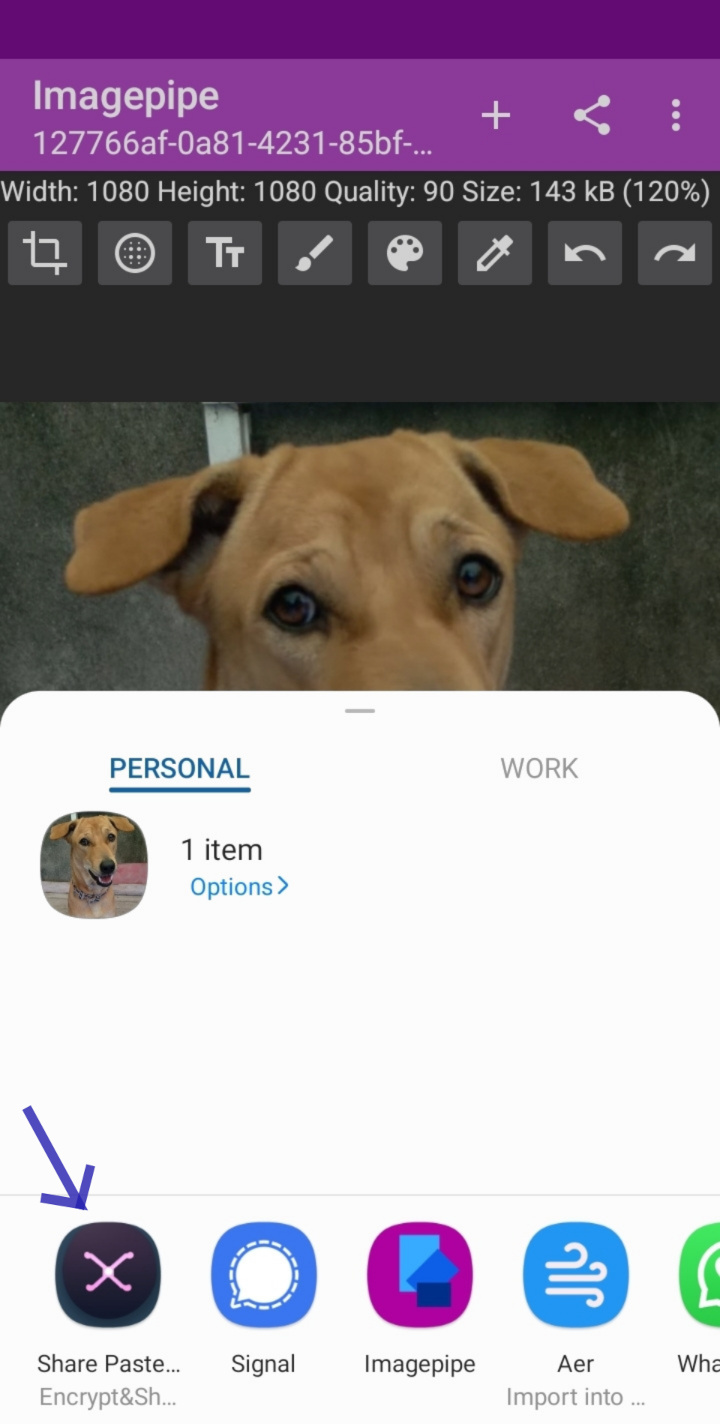 Imagepipe
127766af-0a81-4231-85bf-...
Width: 1080 Height: 1080 Quality: 90 Size: 143 kB (120%)
PERSONAL WORK
1 item
Options
Share Paste... Signal Imagepipe Aer Wha
Encrypt&Sh... Import into ...